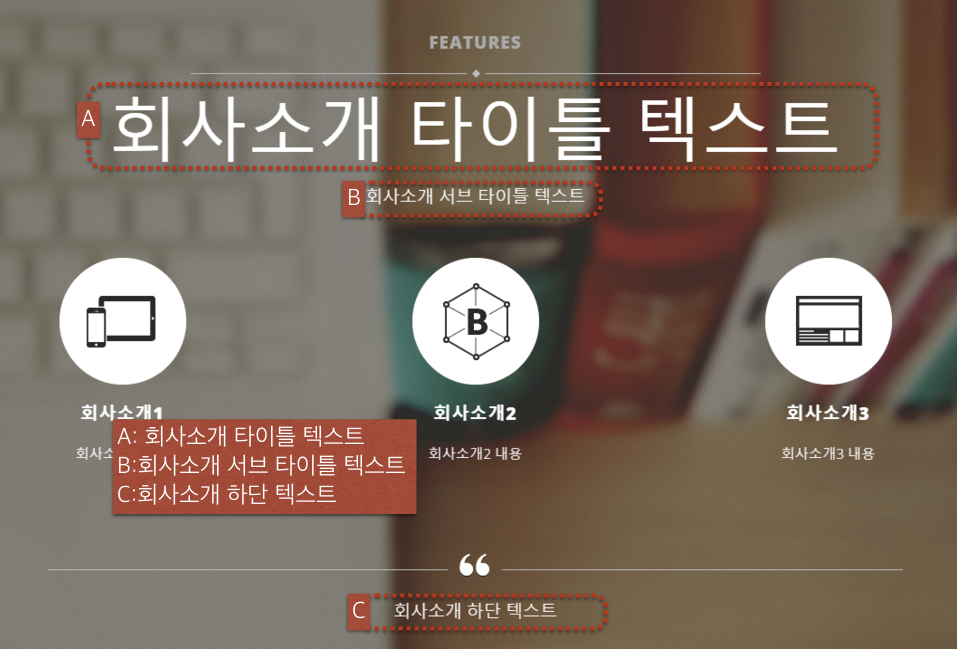 FEATURES
A 회사소개 타이틀 텍스트
B 회사소개 서브 타이틀 텍스트
B
회사소개1 회사소개2 회사소개3
회사소 회사소개2 내용 회사소개3 내용
A: 회사소개 타이틀 텍스트
B:회사소개 서브 타이틀 텍스트
C:회사소개 하단 텍스트
“
C 회사소개 하단 텍스트